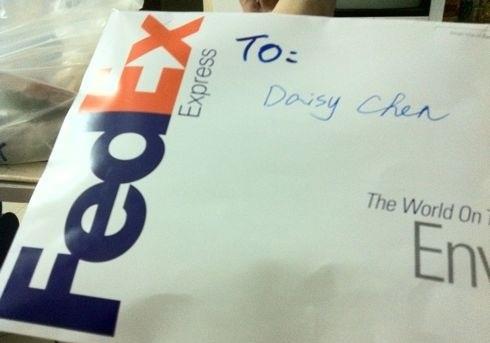 FedEx
Express
TO:
Daisy Chen
The World On
Env